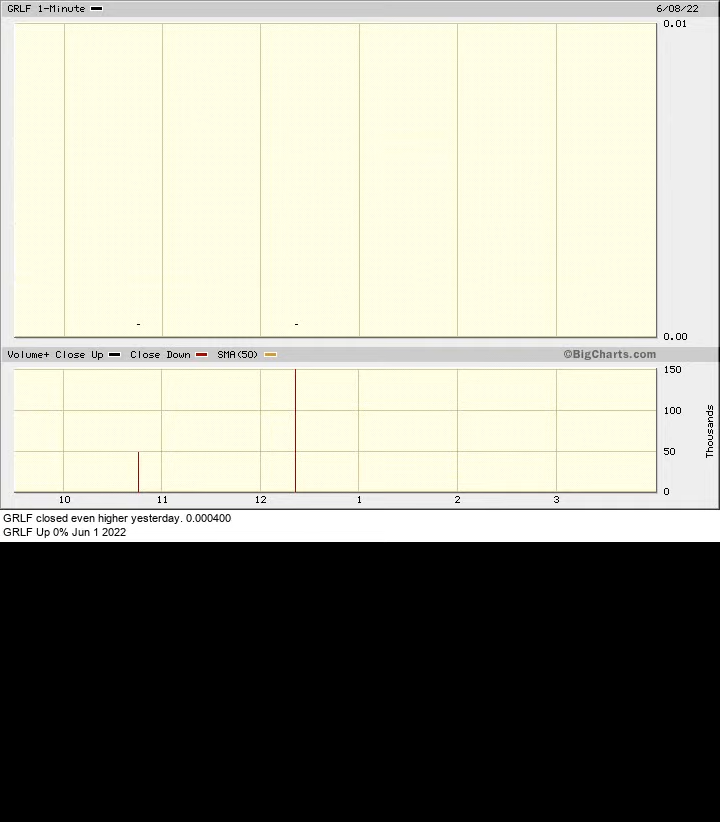 GRLF 1-Minute 6/08/22
0.01
0.00
Volume+ Close Up Close Down SMA(50) ©BigCharts.com
150
100
50
0
Thousands
10 11 12 1 2 3
GRLF closed even higher yesterday. 0.000400
GRLF Up 0% Jun 1 2022